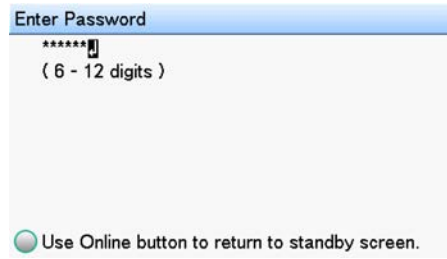 Enter Password
******↵
( 6 - 12 digits )
Use Online button to return to standby screen.